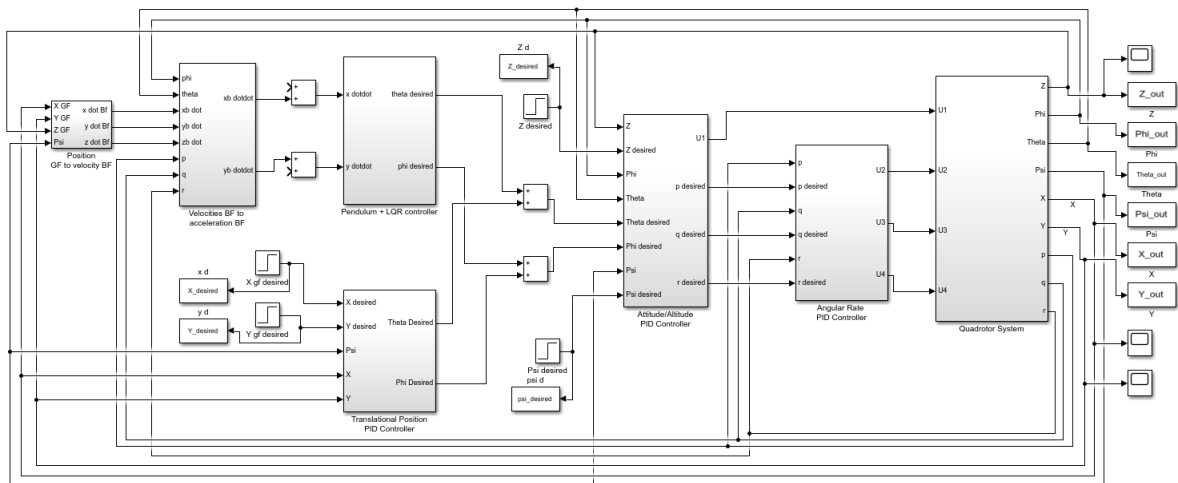 phi
theta
xb dot
yb dot
zb dot
p
q
r
xb dotdot
yb dotdot
Velocities BF to
acceleration BF
X GF
Y GF
Z GF
Psi
x dot Bf
y dot Bf
z dot Bf
Position
GF to velocity BF
+
+
+
+
x dotdot
y dotdot
theta desired
phi desired
Pendulum + LQR controller
Z d
Z_desired
Z desired
+
+
+
+
x d
X_desired
X gf desired
y d
Y_desired
Y gf desired
X desired
Y desired
Psi
X
Y
Theta Desired
Phi Desired
Translational Position
PID Controller
Psi desired
psi d
psi_desired
Z
Z desired
Phi
Theta
Theta desired
Phi desired
Psi
Psi desired
U1
p desired
q desired
r desired
Attitude/Altitude
PID Controller
p
p desired
q
q desired
r
r desired
U2
U3
U4
Angular Rate
PID Controller
U1
U2
U3
U4
Z
Phi
Theta
Psi
X
Y
p
q
r
Quadrotor System
X
Y
Z_out
Z
Phi_out
Phi
Theta_out
Theta
Psi_out
Psi
X_out
X
Y_out
Y